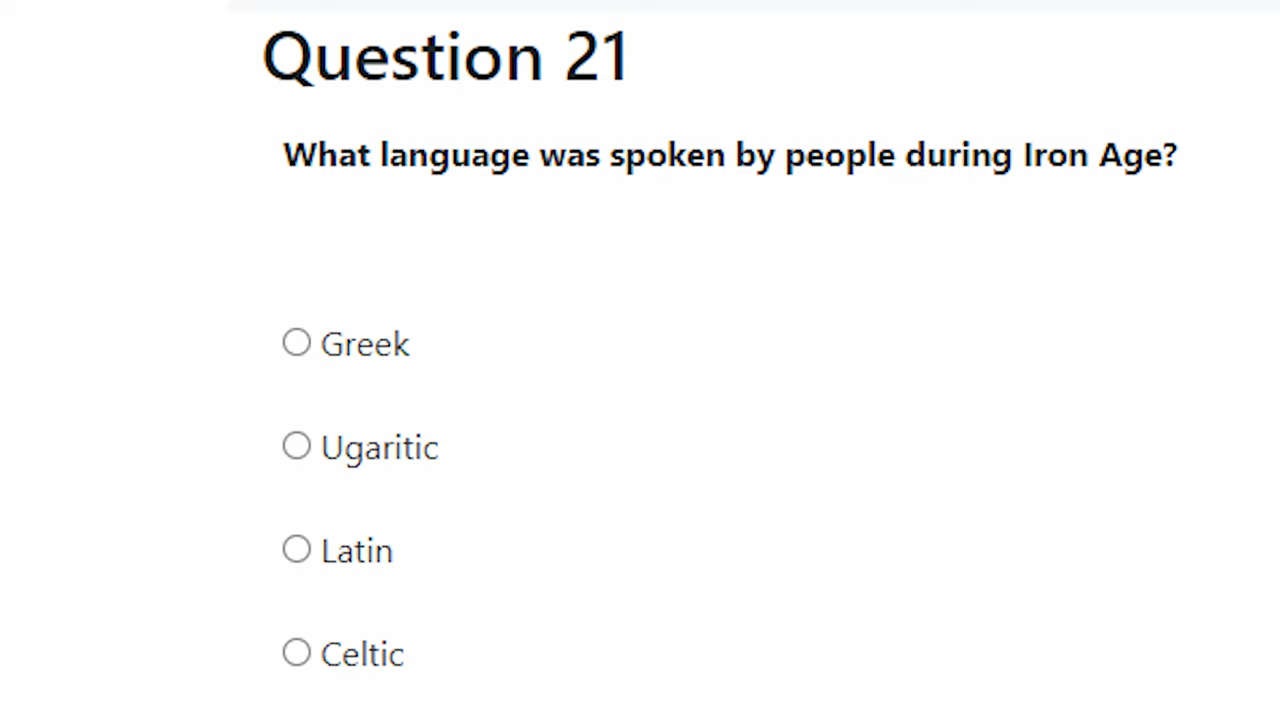 Question 21
What language was spoken by people during Iron Age?
Greek
Ugaritic
Latin
Celtic